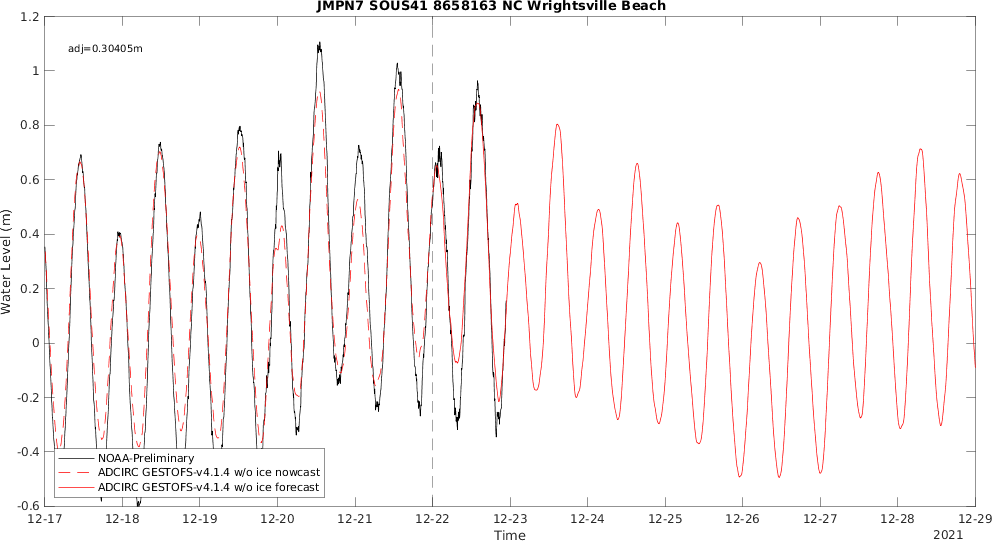 JMPN7 SOUS41 8658163 NC Wrightsville Beach
adj=0.30405m
1.2
1
0.8
0.6
0.4
0.2
0
-0.2
-0.4
-0.6
Water Level (m)
NOAA-Preliminary
ADCIRC GESTOFS-v4.1.4 w/o ice nowcast
ADCIRC GESTOFS-v4.1.4 w/o ice forecast
12-17 12-18 12-19 12-20 12-21 12-22 12-23 12-24 12-25 12-26 12-27 12-28 12-29
Time
2021